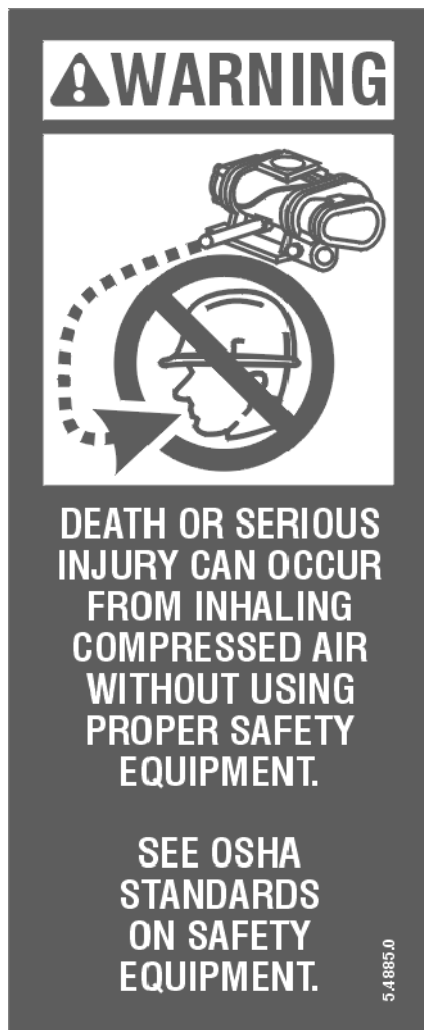 WARNING
DEATH OR SERIOUS
INJURY CAN OCCUR
FROM INHALING
COMPRESSED AIR
WITHOUT USING
PROPER SAFETY
EQUIPMENT.
SEE OSHA
STANDARDS
ON SAFETY
EQUIPMENT.
5.4885.0